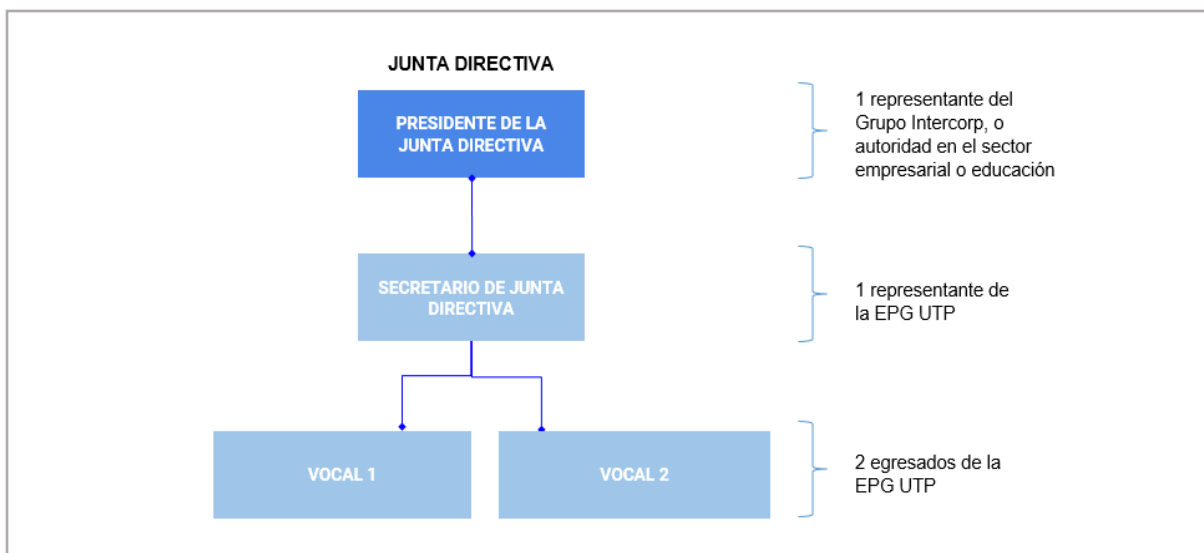 JUNTA DIRECTIVA
PRESIDENTE DE LA
JUNTA DIRECTIVA
1 representante del
Grupo Intercorp, o
autoridad en el sector
empresarial o educación
SECRETARIO DE JUNTA
DIRECTIVA
1 representante de
la EPG UTP
VOCAL 1
VOCAL 2
2 egresados de la
EPG UTP